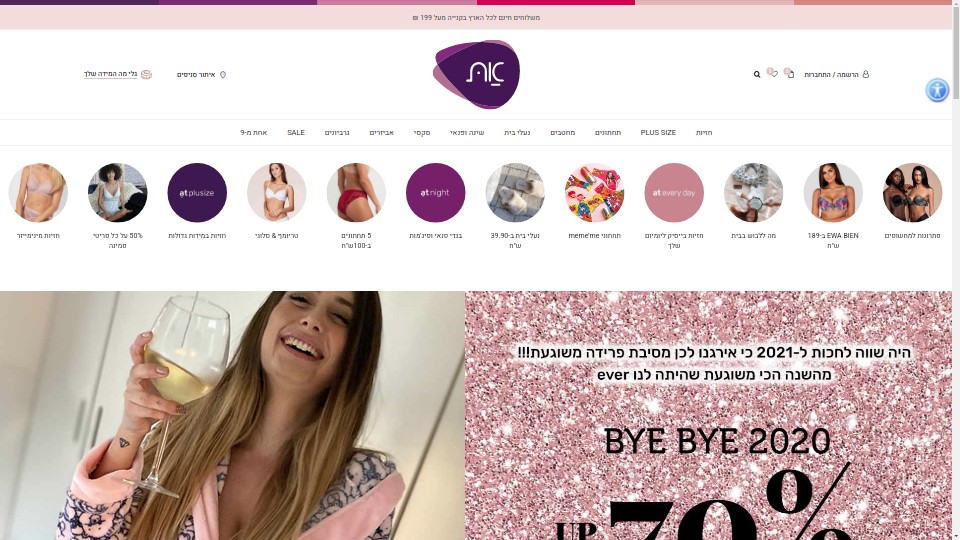 משלוחים חינם לכל הארץ בקנייה מעל 199 ₪
הרשמה / התחברות
0
0
את
איתור סניפים
גלי מה המידה שלך
חזיות
PLUS SIZE
תחתונים
מחטבים
נעלי בית
שינה ופנאי
סקסי
אביזרים
גרביונים
SALE
אחת מ-9
at plusize
at night
at every day
פתרונות למחשופים
EWA BIEN ב-189
ש"ח
מה ללבוש בבית
חזיות בייסיק ליומיום
שלך
תחתוני meme'me
נעלי בית ב-39.90
ש"ח
בגדי סנאי ופיג'מות
5 תחתונים
ב-100ש"ח
טריומף & סלוגי
חזיות במידות גדולות
50% על כל פריטי
פמינה
חזיות מינימייזר
היה שווה לחכות ל-2021 כי אירגנו לכן מסיבת פרידה משוגעת!!!
מהשנה הכי משוגעת שהיתה לנו ever
BYE BYE 2020
UP
70%